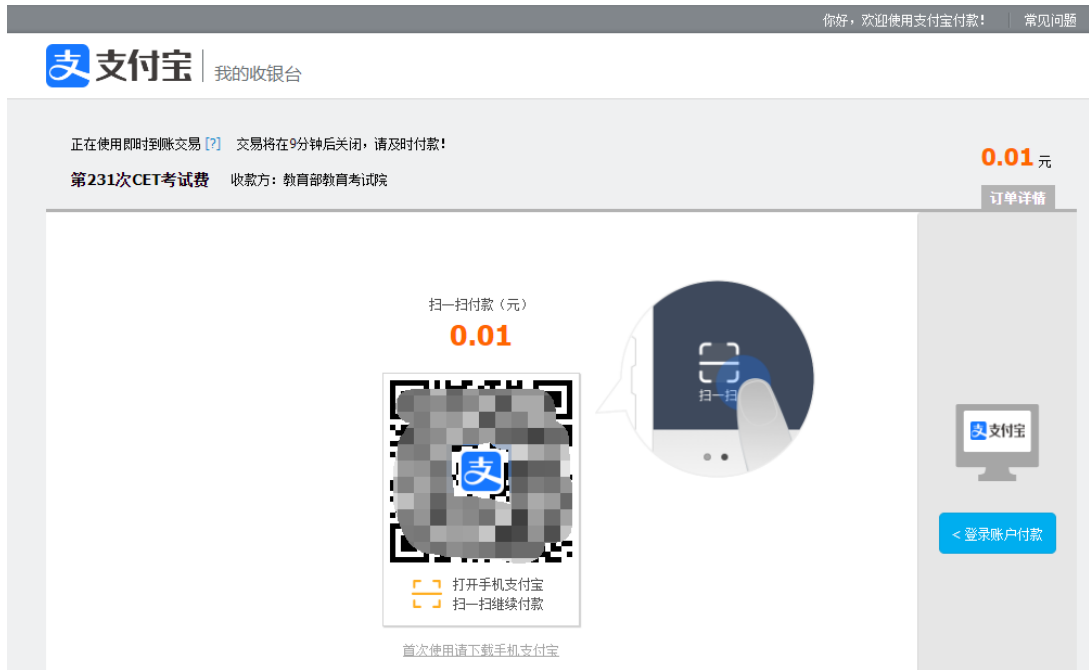 你好，欢迎使用支付宝付款！ 常见问题
支 支付宝 我的收银台
正在使用即时到账交易 [?] 交易将在9分钟后关闭，请及时付款！
0.01 元
第231次CET考试费 收款方：教育部教育考试院
订单详情
扫一扫付款（元）
0.01
扫一扫
支
支 支付宝
< 登录账户付款
打开手机支付宝
扫一扫继续付款
首次使用请下载手机支付宝